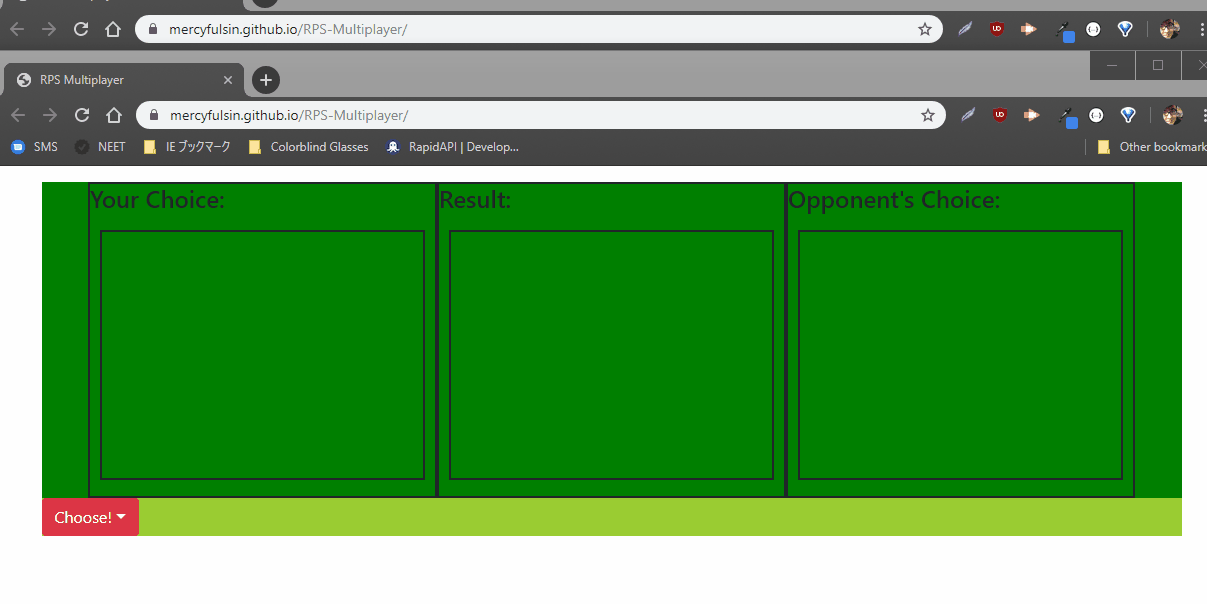 mercyfulsin.github.io/RPS-Multiplayer/
RPS Multiplayer
mercyfulsin.github.io/RPS-Multiplayer/
SMS NEET IE ブックマーク Colorblind Glasses RapidAPI | Develop... Other bookmark
Your Choice: Result: Opponent's Choice:
Choose!